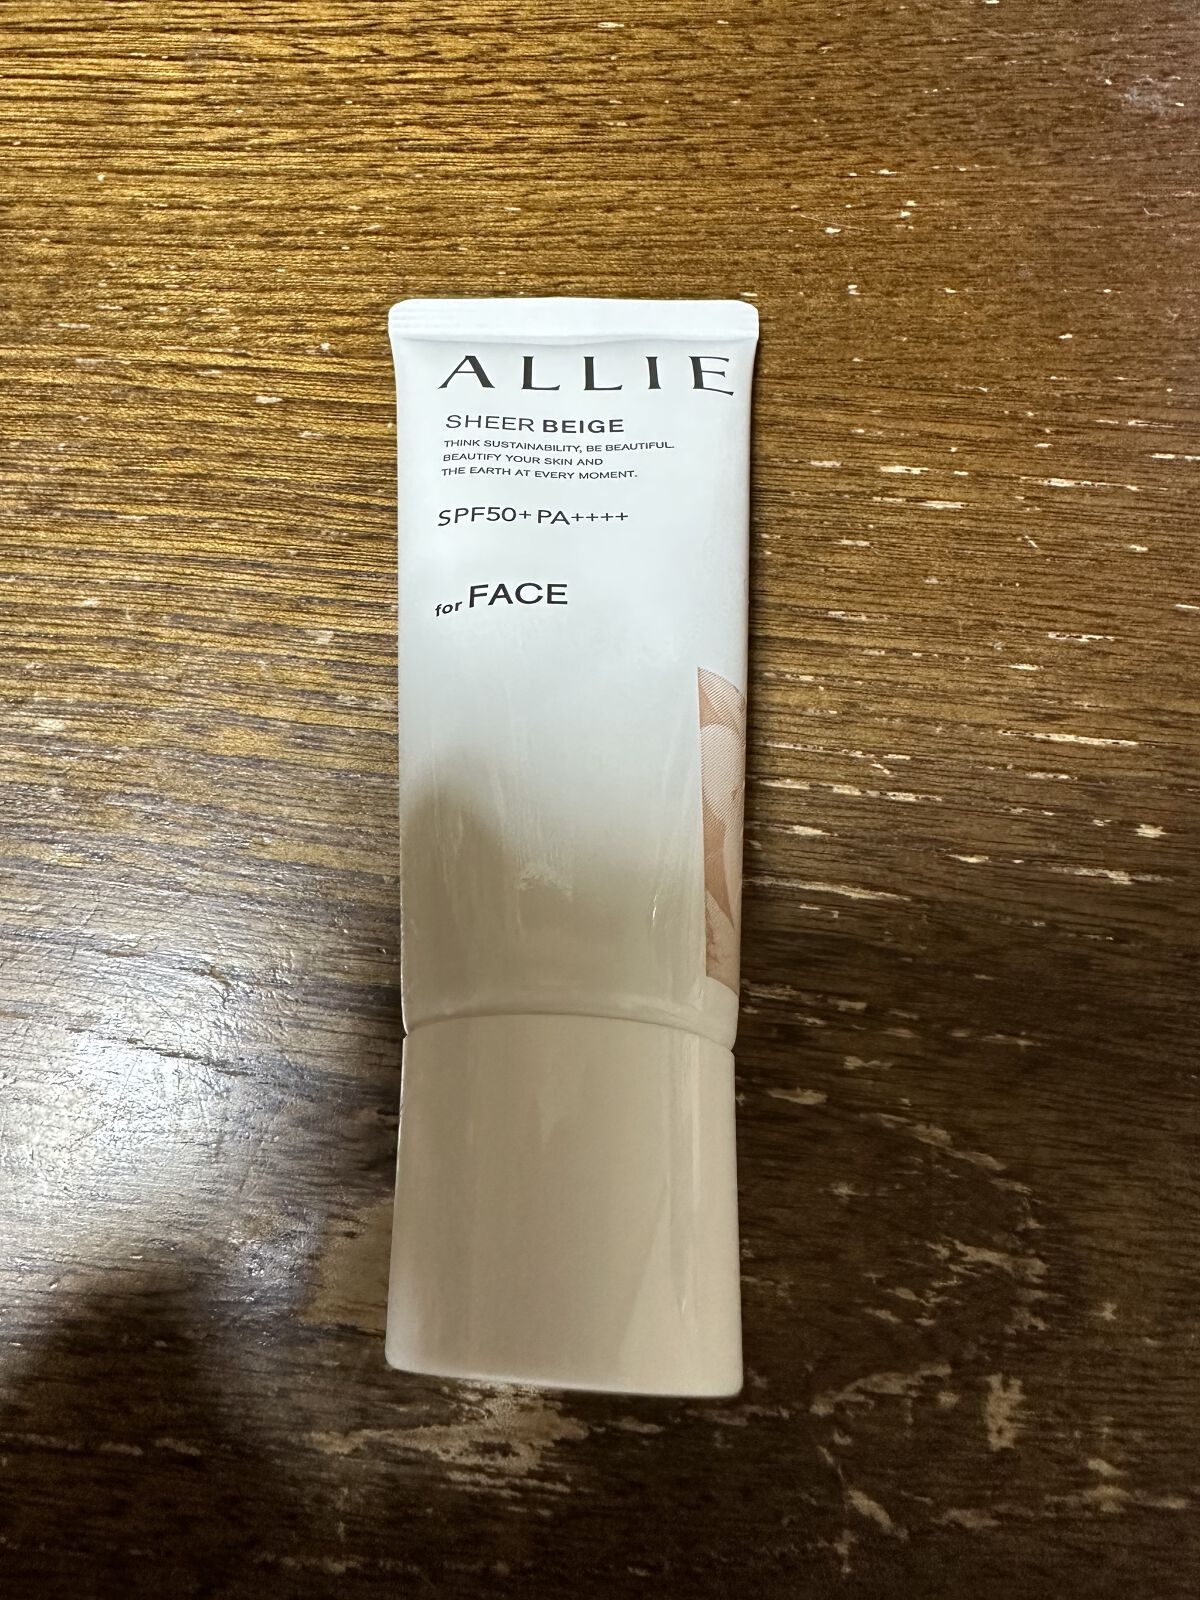 ALLIE
SHEER BEIGE
THINK SUSTAINABILITY, BE BEAUTIFUL.
BEAUTIFY YOUR SKIN AND
THE EARTH AT EVERY MOMENT.
SPF50+ PA++++
for FACE